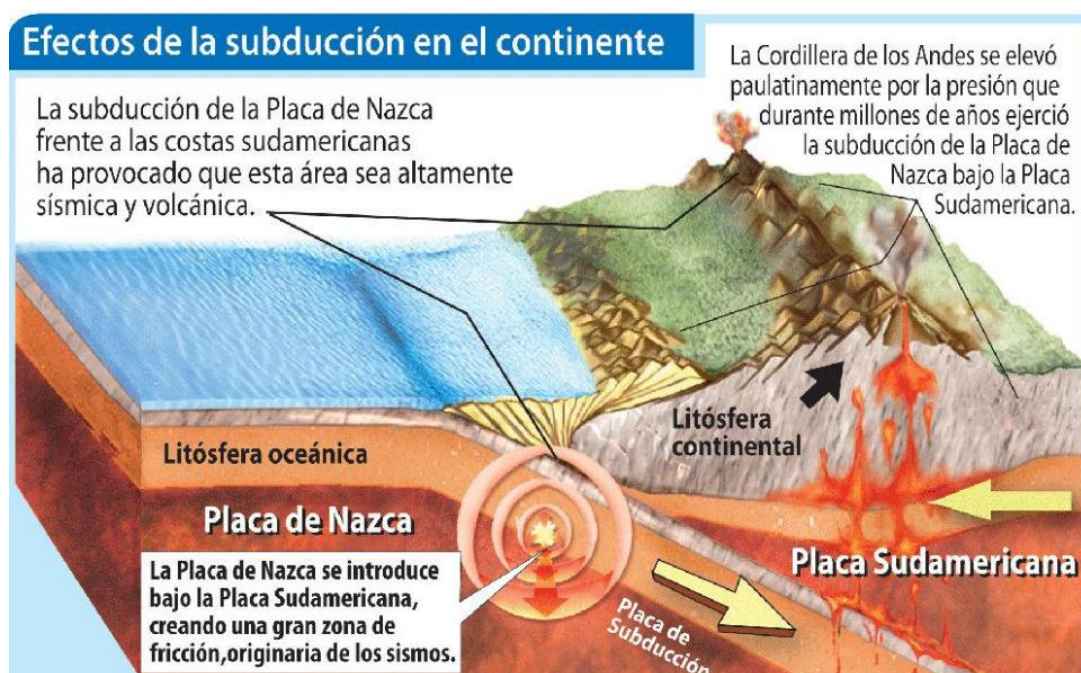 Efectos de la subducción en el continente
La subducción de la Placa de Nazca
frente a las costas sudamericanas
ha provocado que esta área sea altamente
sísmica y volcánica.
La Cordillera de los Andes se elevó
paulatinamente por la presión que
durante millones de años ejerció
la subducción de la Placa de
Nazca bajo la Placa
Sudamericana.
Litósfera oceánica
Litósfera
continental
Placa de Nazca
Placa Sudamericana
La Placa de Nazca se introduce
bajo la Placa Sudamericana,
creando una gran zona de
fricción,originaria de los sismos.
Placa de
Subducción